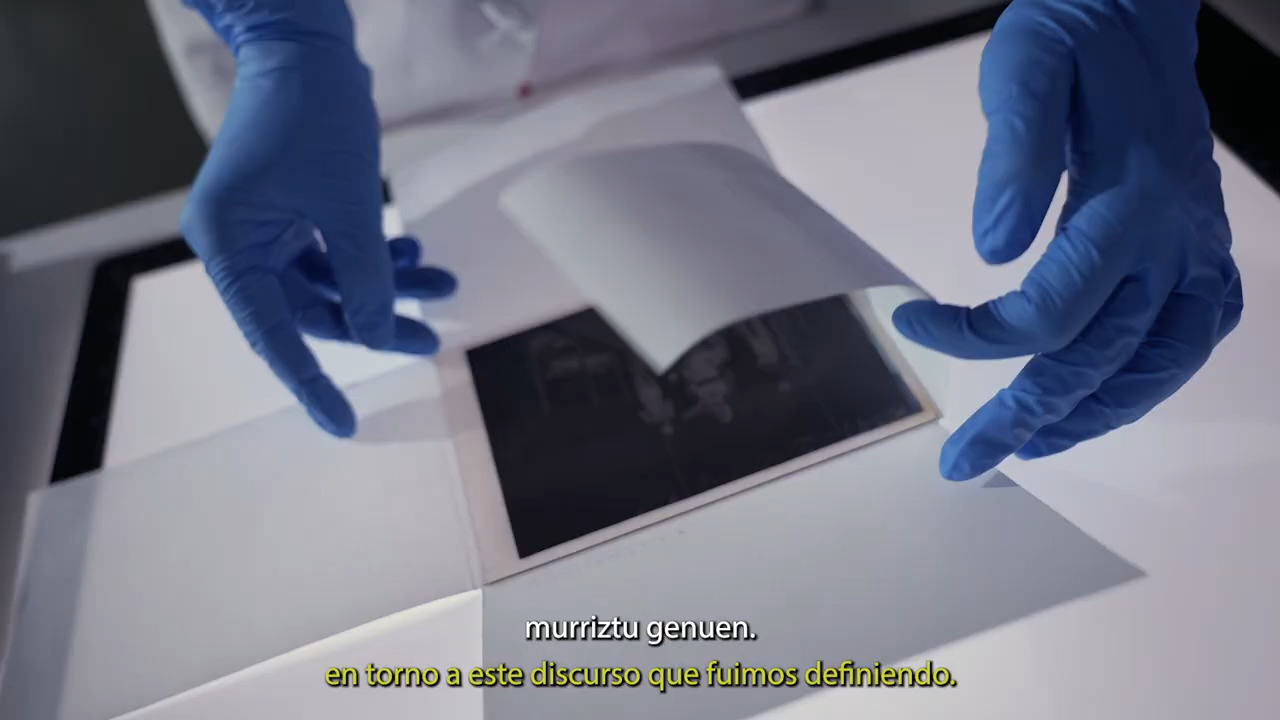 murriztu genuen.
en torno a este discurso que fuimos definiendo.